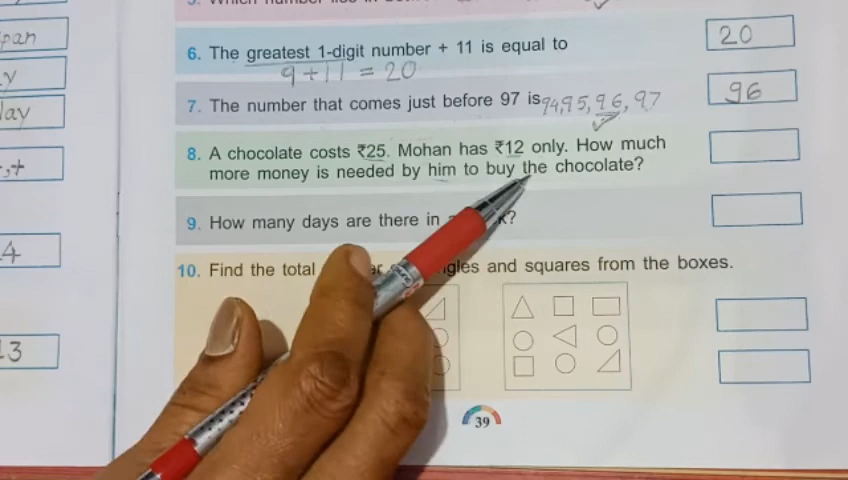 pan
y
lay
4
13
6. The greatest 1-digit number + 11 is equal to
9+11 = 20
20
7. The number that comes just before 97 is 94,95,96, 97
96
8. A chocolate costs ₹25. Mohan has ₹12 only. How much
more money is needed by him to buy the chocolate?
9. How many days are there in
10. Find the total gles and squares from the boxes.
39